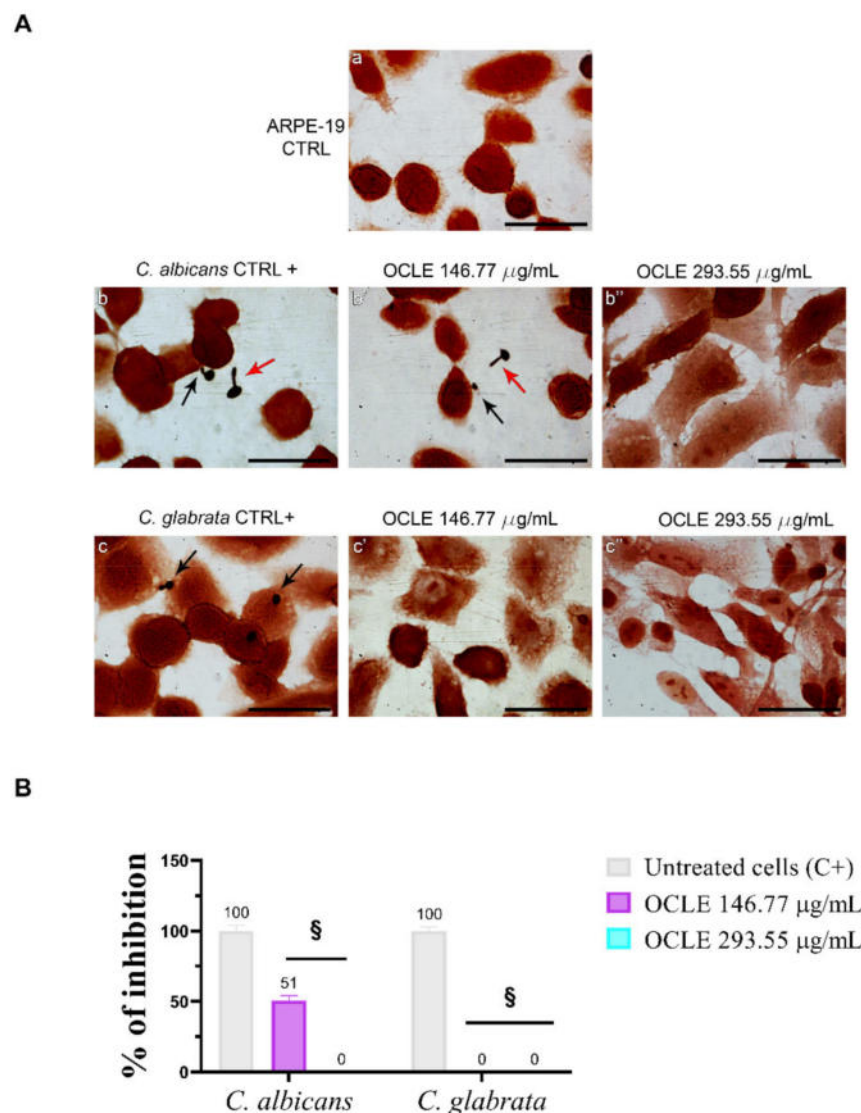 A
a
ARPE-19
CTRL
C. albicans CTRL +
OCLE 146.77 μg/mL
OCLE 293.55 μg/mL
b
b'
b''
C. glabrata CTRL+
OCLE 146.77 μg/mL
OCLE 293.55 μg/mL
c
c'
c''
B
% of inhibition
150
100
50
0
100
51
0
§
100
0
0
§
C. albicans
C. glabrata
Untreated cells (C+)
OCLE 146.77 μg/mL
OCLE 293.55 μg/mL